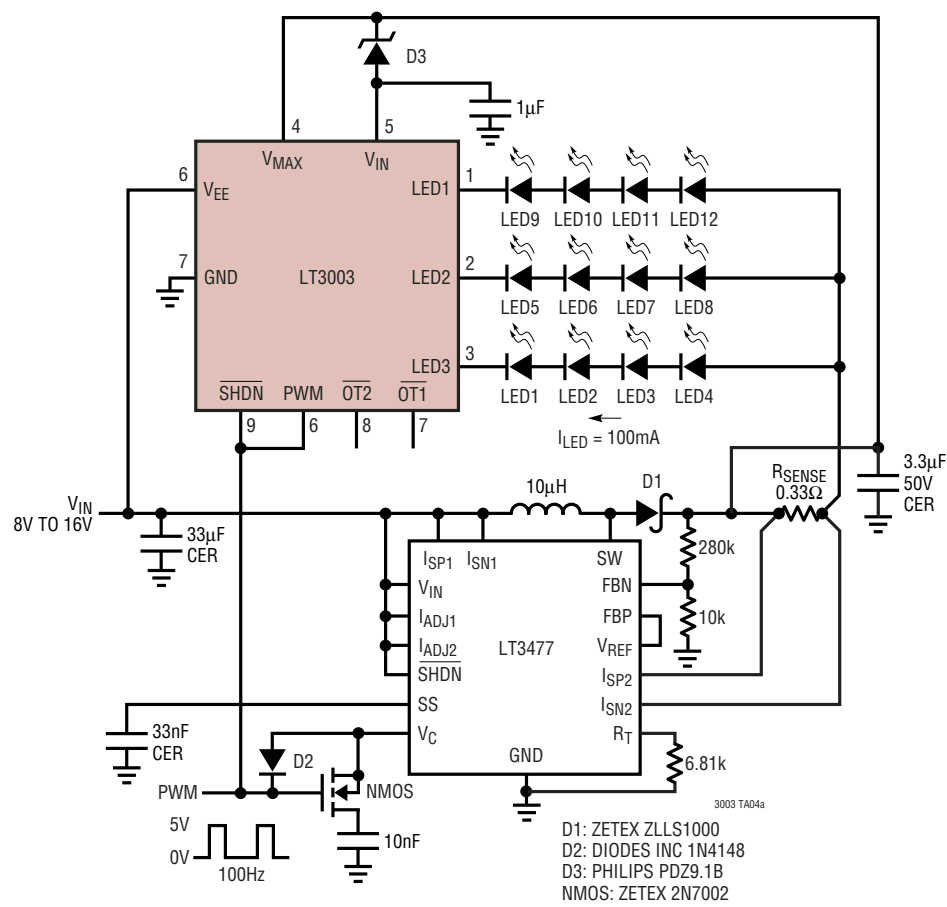 D3
1µF
4
5
VMAX
VIN
6
VEE
LED1
1
LED9
LED10
LED11
LED12
7
GND
LT3003
LED2
2
LED5
LED6
LED7
LED8
LED3
3
LED1
LED2
LED3
LED4
SHDN
PWM
OT2
OT1
9
6
8
7
ILED = 100mA
VIN
8V TO 16V
33µF
CER
10µH
D1
RSENSE
0.33Ω
3.3µF
50V
CER
ISP1
ISN1
SW
280k
VIN
FBN
IADJ1
FBP
10k
IADJ2
LT3477
VREF
SHDN
ISP2
SS
ISN2
33nF
CER
VC
RT
GND
6.81k
D2
PWM
NMOS
5V
0V
100Hz
10nF
3003 TA04a
D1: ZETEX ZLLS1000
D2: DIODES INC 1N4148
D3: PHILIPS PDZ9.1B
NMOS: ZETEX 2N7002